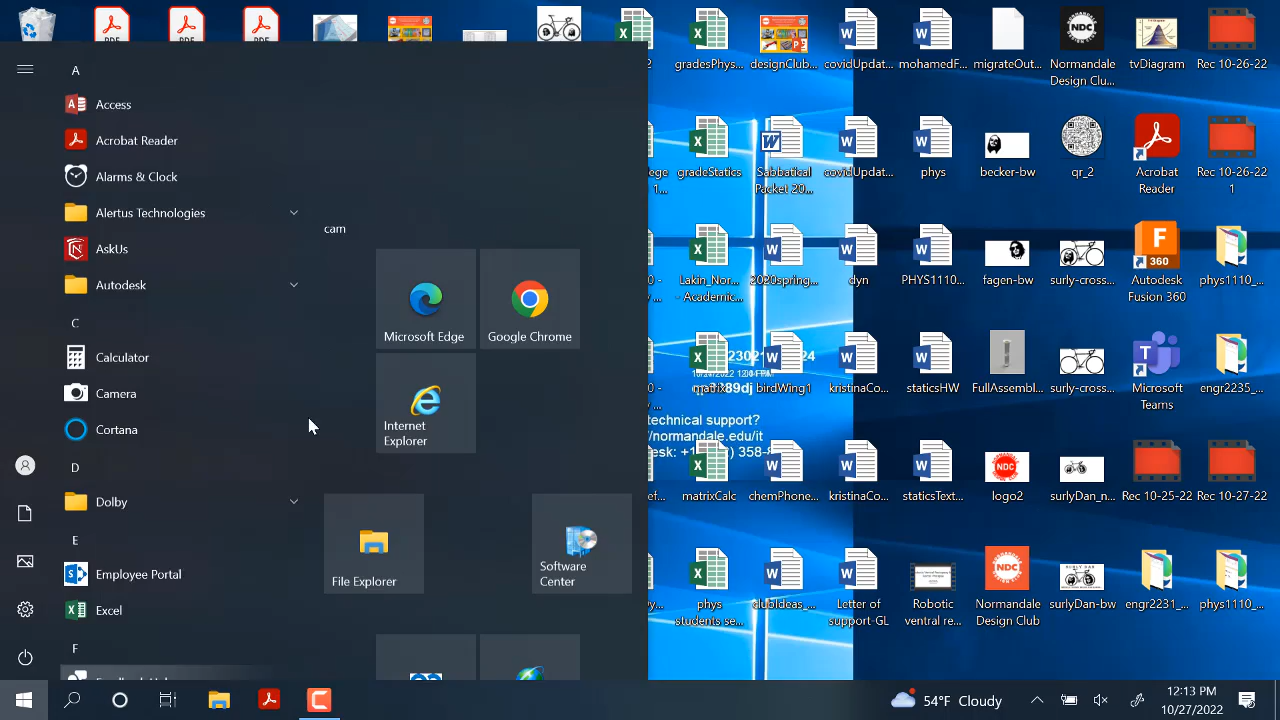 A
Access
Acrobat Reader
Alarms & Clock
Alertus Technologies
AskUs
Autodesk
C
Calculator
Camera
Cortana
D
Dolby
E
Employee Portal
Excel
F
cam
Microsoft Edge
Google Chrome
Internet
Explorer
File Explorer
Software
Center
gradesPhys...
designClub...
covidUpdat...
mohamedF...
migrateOut...
Normandale
Design Clu...
tvDiagram
Rec 10-26-22
gradeStatics
Sabbatical
Packet 20...
covidUpdat...
phys
becker-bw
qr_2
Acrobat
Reader
Rec 10-26-22
1
Lakin_Nor...
- Academic...
2020spring...
dyn
PHYS1110...
fagen-bw
surly-cross...
Autodesk
Fusion 360
phys1110_...
birdWing1
kristinaCo...
staticsHW
FullAssembl...
surly-cross...
Microsoft
Teams
engr2235_...
technical support?
/normandale.edu/it
matrixCalc
chemPhone...
kristinaCo...
staticsText...
logo2
surlyDan_n...
Rec 10-25-22
Rec 10-27-22
phys
students se...
clubIdeas_...
Letter of
support-GL
Robotic
ventral re...
Normandale
Design Club
surlyDan-bw
engr2231_...
phys1110_...
54°F Cloudy
12:13 PM
10/27/2022